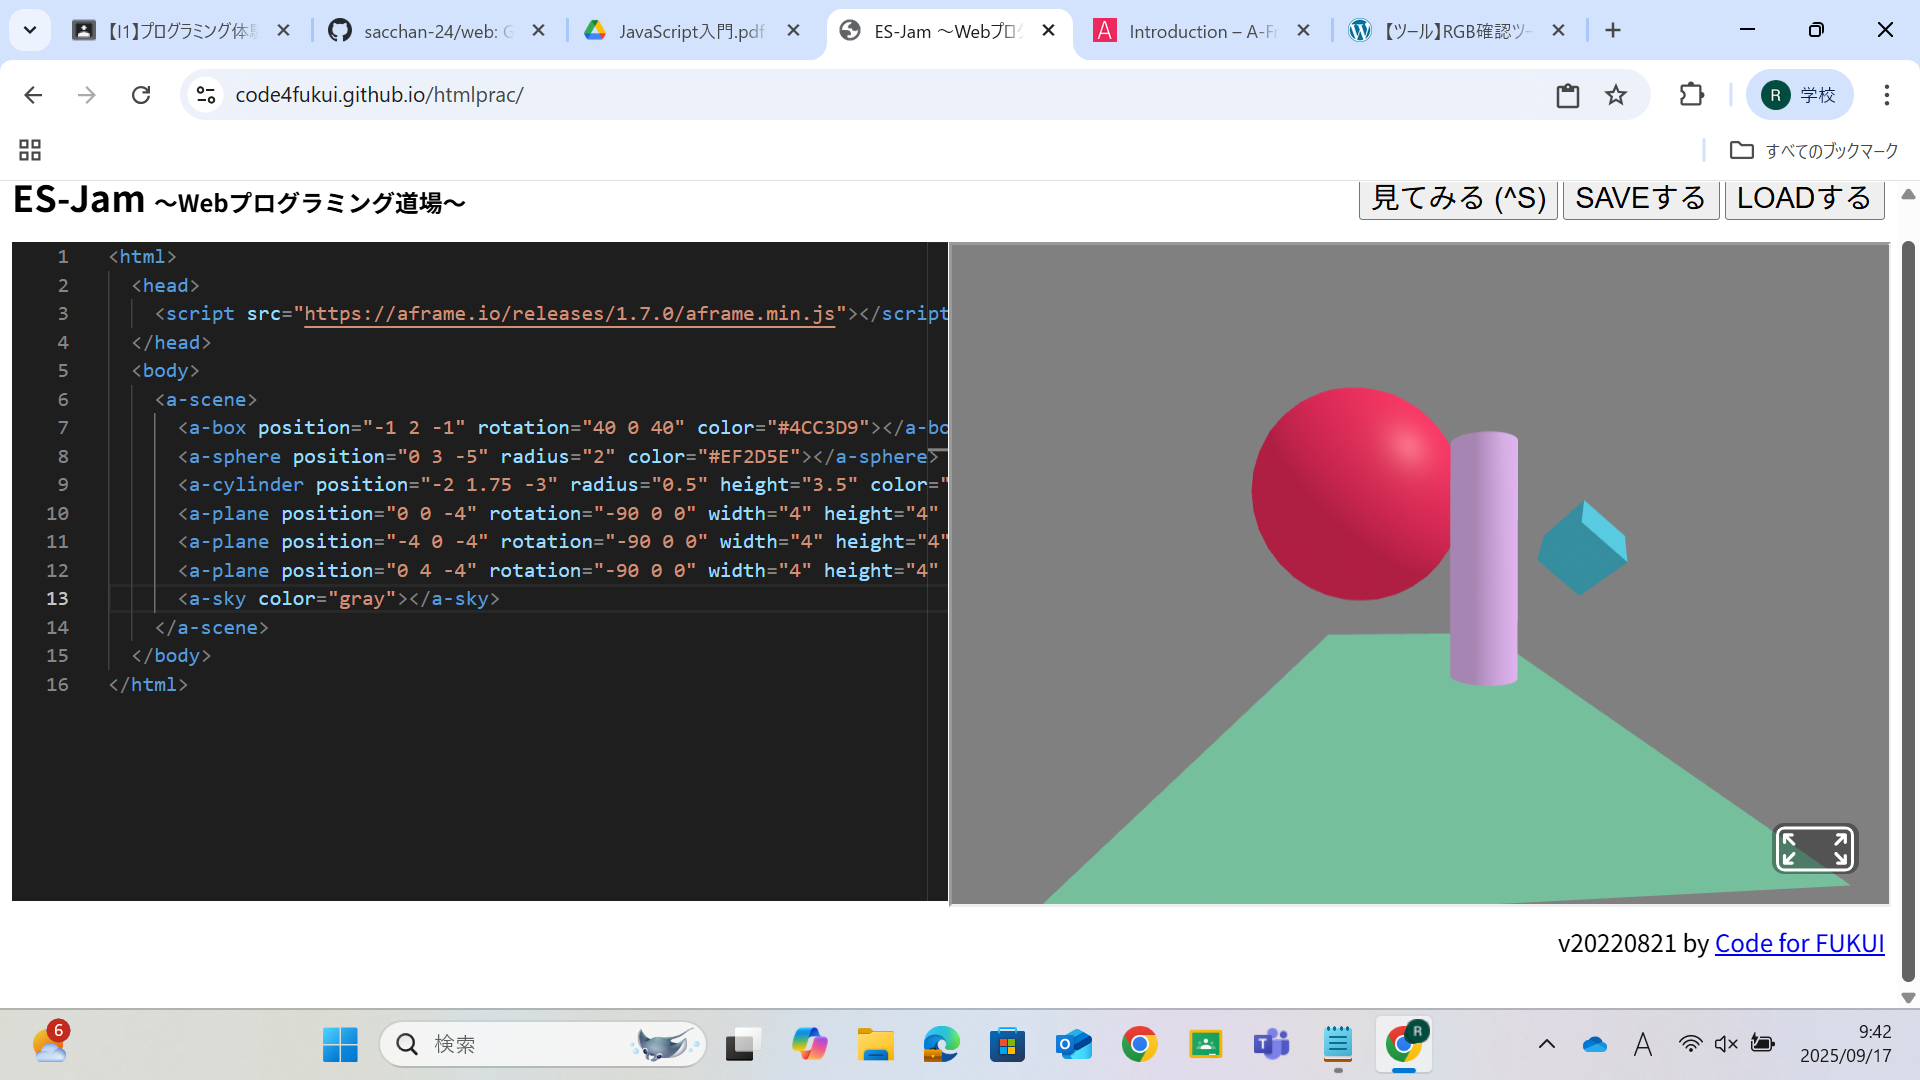 【I1】プログラミング体験
sacchan-24/web: G
JavaScript入門.pdf
ES-Jam 〜Webプログ
Introduction – A-Fr
【ツール】RGB確認ツー
code4fukui.github.io/htmlprac/
R 学校
すべてのブックマーク
ES-Jam 〜Webプログラミング道場〜
見てみる (^S)
SAVEする
LOADする
1 <html>
2 <head>
3 <script src="https://aframe.io/releases/1.7.0/aframe.min.js"></script
4 </head>
5 <body>
6 <a-scene>
7 <a-box position="-1 2 -1" rotation="40 0 40" color="#4CC3D9"></a-bo
8 <a-sphere position="0 3 -5" radius="2" color="#EF2D5E"></a-sphere>
9 <a-cylinder position="-2 1.75 -3" radius="0.5" height="3.5" color="
10 <a-plane position="0 0 -4" rotation="-90 0 0" width="4" height="4"
11 <a-plane position="-4 0 -4" rotation="-90 0 0" width="4" height="4"
12 <a-plane position="0 4 -4" rotation="-90 0 0" width="4" height="4"
13 <a-sky color="gray"></a-sky>
14 </a-scene>
15 </body>
16 </html>
v20220821 by Code for FUKUI
6
検索
R
A
9:42
2025/09/17